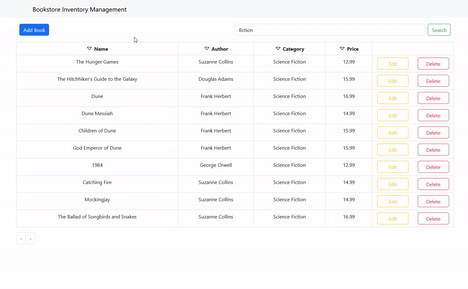 Bookstore Inventory Management
Add Book fiction Search
Name Author Category Price
The Hunger Games Suzanne Collins Science Fiction 12.99 Edit Delete
The Hitchhiker's Guide to the Galaxy Douglas Adams Science Fiction 15.99 Edit Delete
Dune Frank Herbert Science Fiction 16.99 Edit Delete
Dune Messiah Frank Herbert Science Fiction 14.99 Edit Delete
Children of Dune Frank Herbert Science Fiction 15.99 Edit Delete
God Emperor of Dune Frank Herbert Science Fiction 15.99 Edit Delete
1984 George Orwell Science Fiction 12.99 Edit Delete
Catching Fire Suzanne Collins Science Fiction 14.99 Edit Delete
Mockingjay Suzanne Collins Science Fiction 14.99 Edit Delete
The Ballad of Songbirds and Snakes Suzanne Collins Science Fiction 16.99 Edit Delete